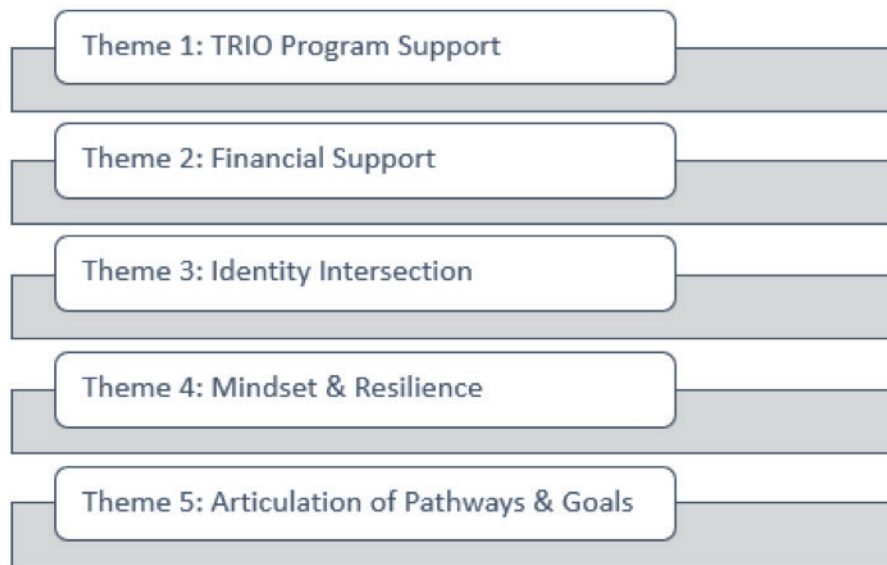 Theme 1: TRIO Program Support
Theme 2: Financial Support
Theme 3: Identity Intersection
Theme 4: Mindset & Resilience
Theme 5: Articulation of Pathways & Goals